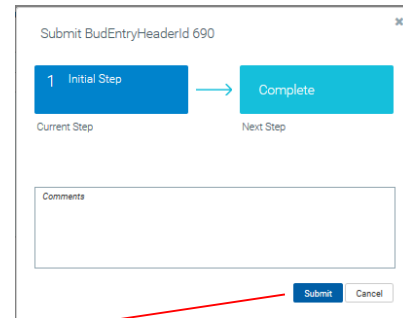 Submit BudEntryHeaderId 690
1 Initial Step
Complete
Current Step
Next Step
Comments
Submit
Cancel